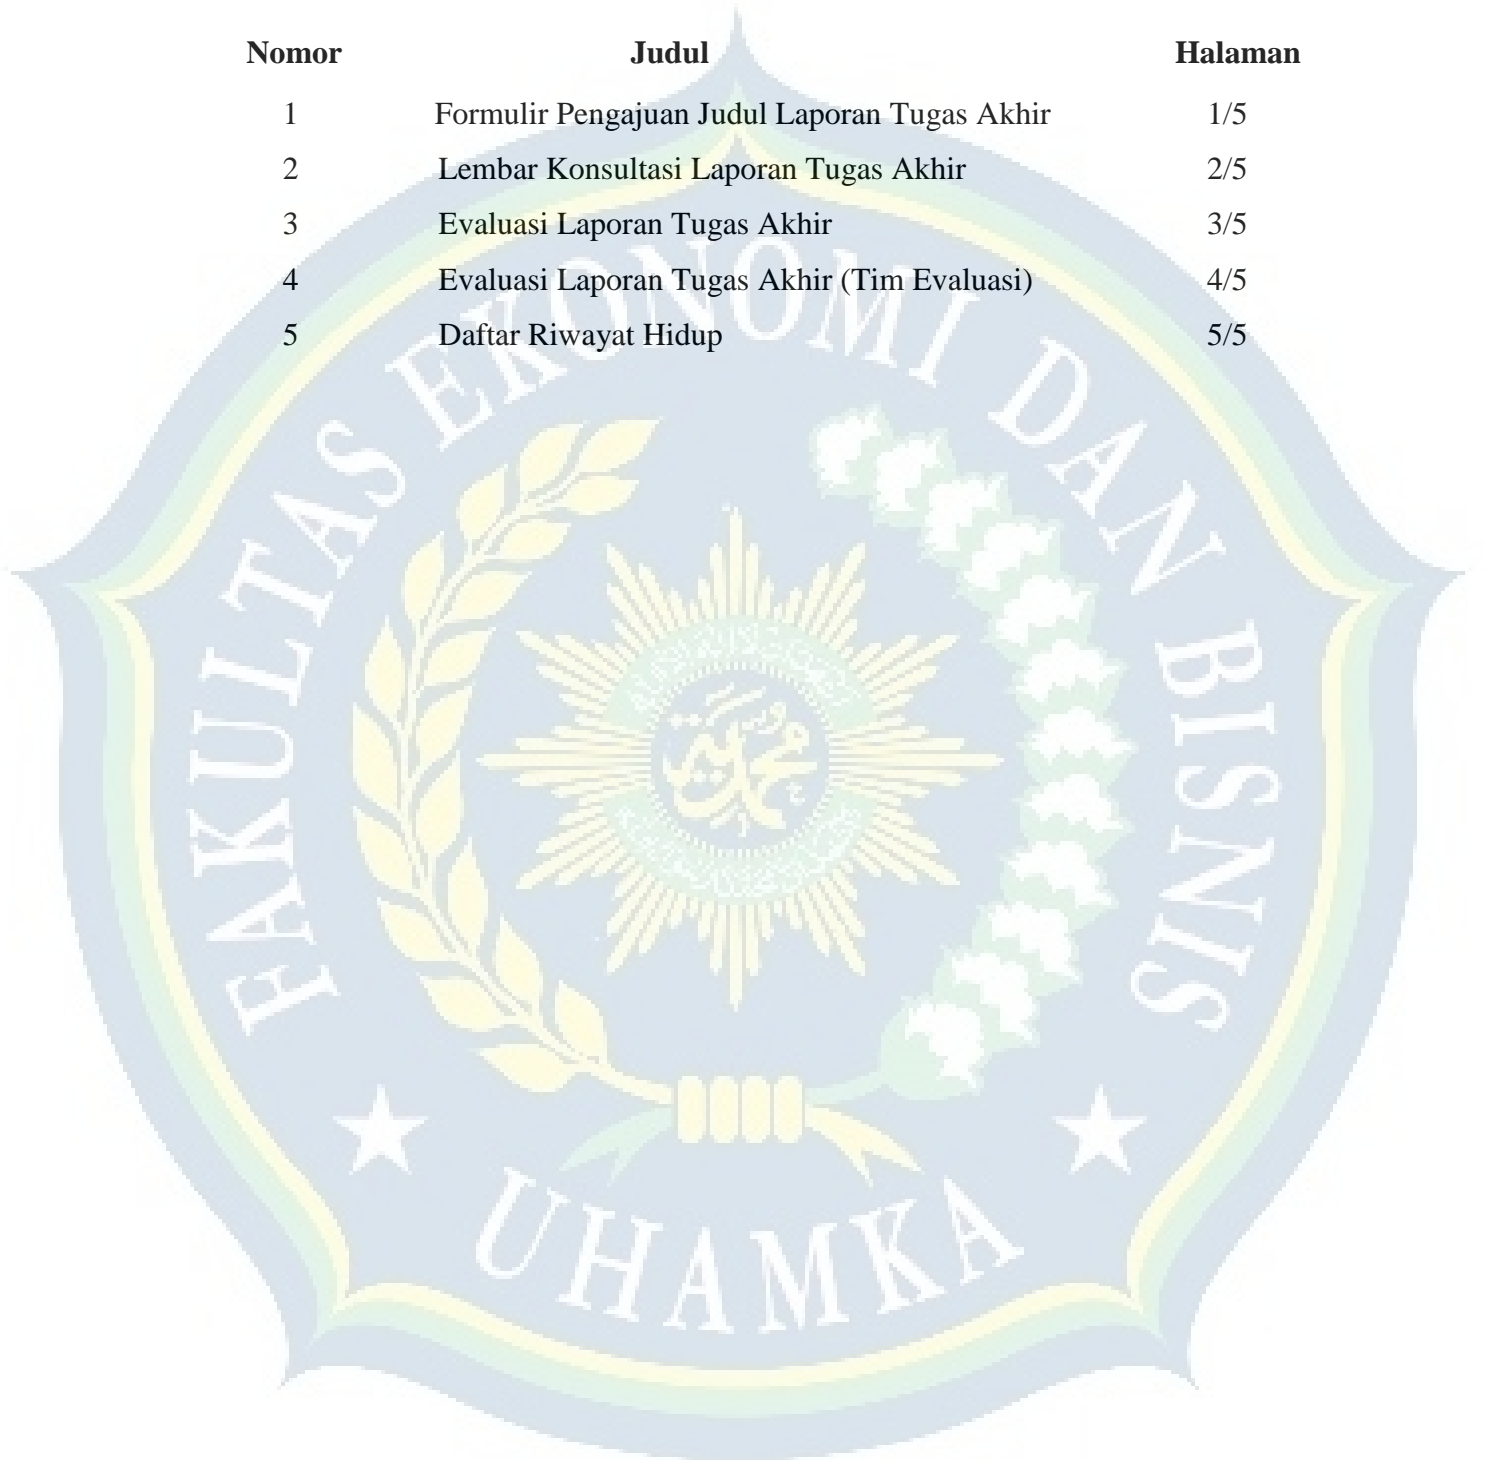 Nomor Judul Halaman
1 Formulir Pengajuan Judul Laporan Tugas Akhir 1/5
2 Lembar Konsultasi Laporan Tugas Akhir 2/5
3 Evaluasi Laporan Tugas Akhir 3/5
4 Evaluasi Laporan Tugas Akhir (Tim Evaluasi) 4/5
5 Daftar Riwayat Hidup 5/5
FAKULTAS EKONOMI DAN BISNIS
UHAMKA